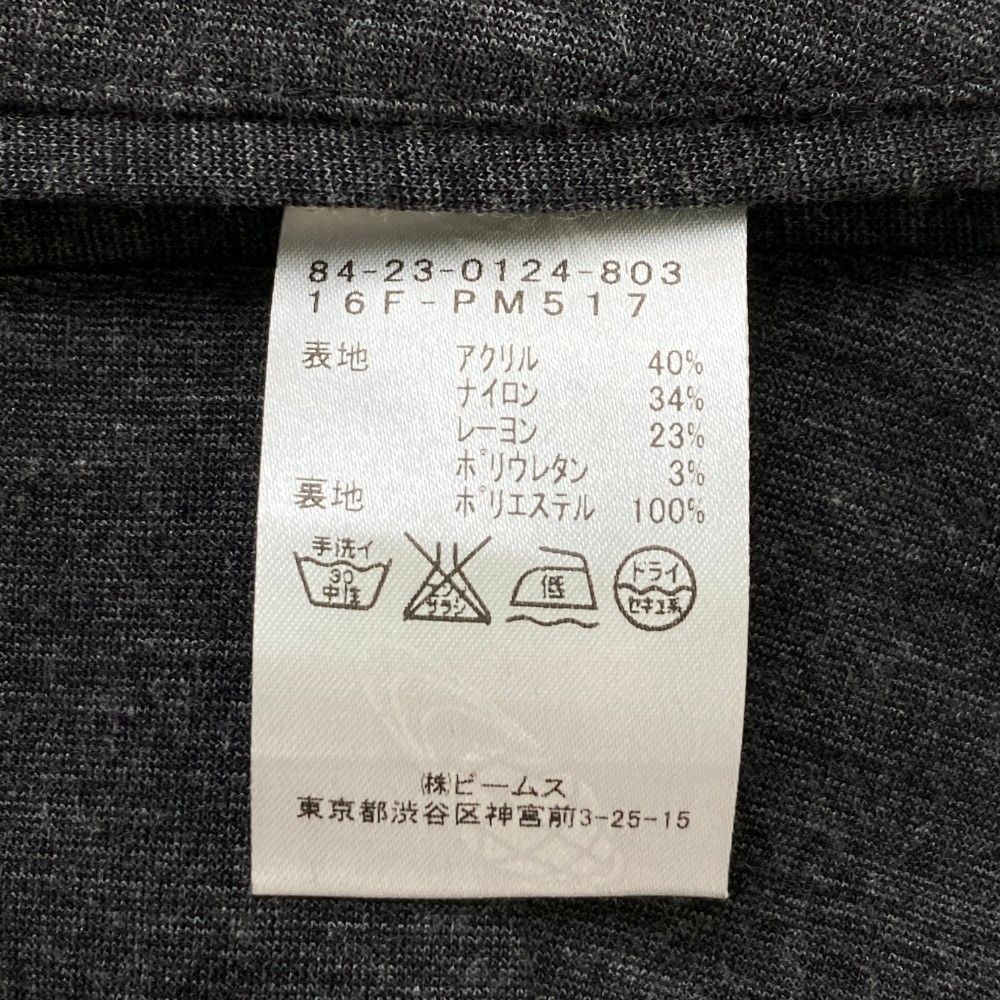 84-23-0124-803
16F-PM517
表地 アクリル 40%
ナイロン 34%
レーヨン 23%
ポリウレタン 3%
裏地 ポリエステル 100%
手洗イ
30
中性
エンソ
サラシ
低
ドライ
セキユ系
㈱ビームス
東京都渋谷区神宮前3-25-15